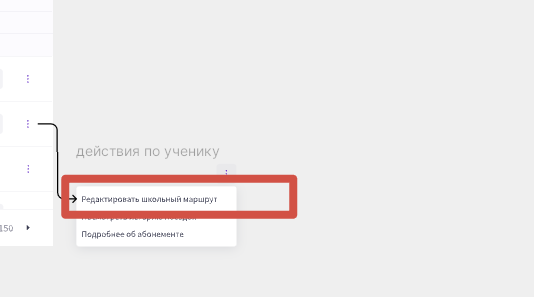 действия по ученику
Редактировать школьный маршрут
Подробнее об абонементе
150